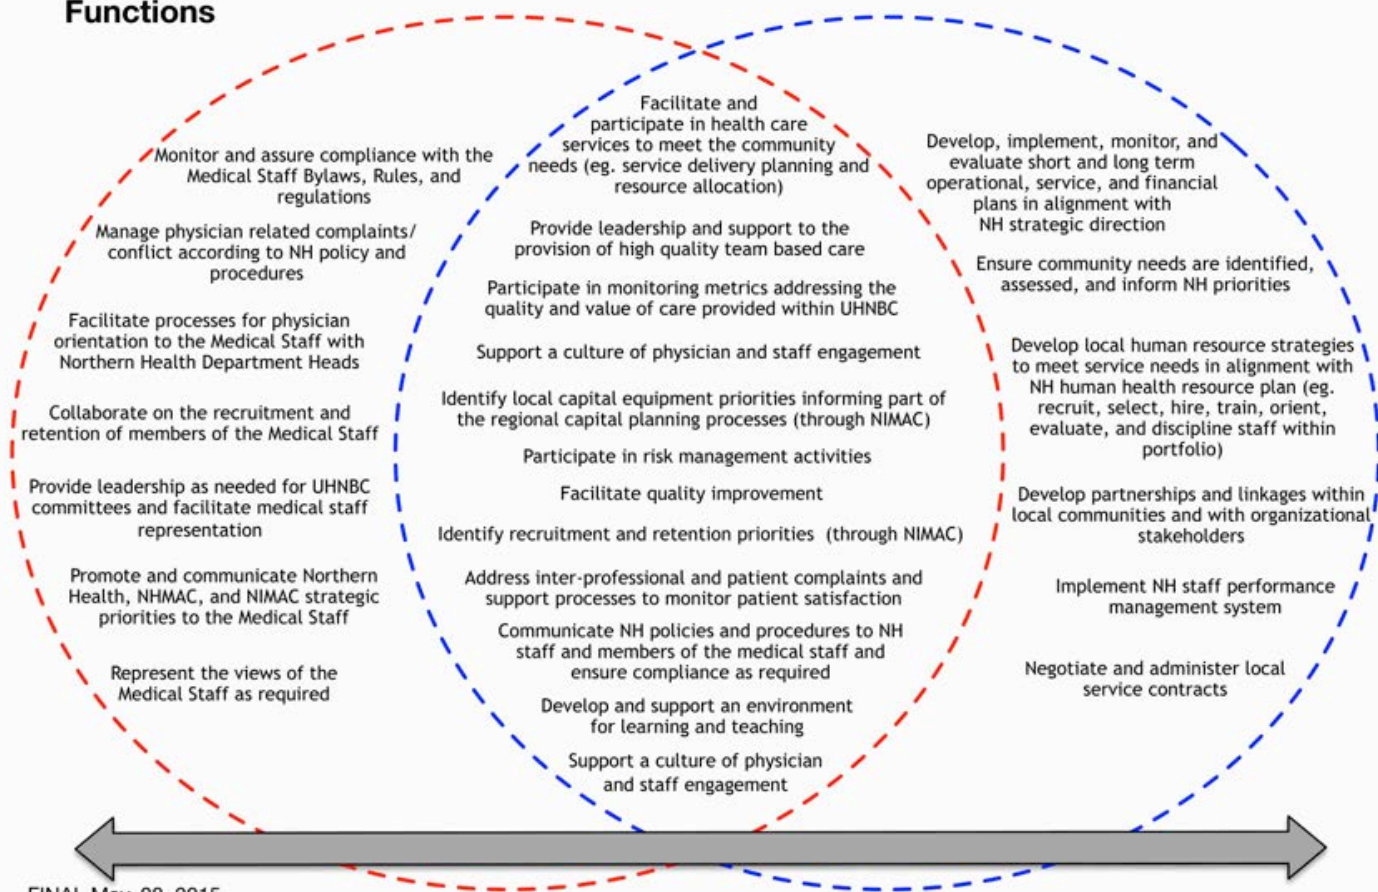 Functions
Monitor and assure compliance with the
Medical Staff Bylaws, Rules, and
regulations
Manage physician related complaints/
conflict according to NH policy and
procedures
Facilitate processes for physician
orientation to the Medical Staff with
Northern Health Department Heads
Collaborate on the recruitment and
retention of members of the Medical Staff
Provide leadership as needed for UHNBC
committees and facilitate medical staff
representation
Promote and communicate Northern
Health, NHMAC, and NIMAC strategic
priorities to the Medical Staff
Represent the views of the
Medical Staff as required
Facilitate and
participate in health care
services to meet the community
needs (eg. service delivery planning and
resource allocation)
Provide leadership and support to the
provision of high quality team based care
Participate in monitoring metrics addressing the
quality and value of care provided within UHNBC
Support a culture of physician and staff engagement
Identify local capital equipment priorities informing part of
the regional capital planning processes (through NIMAC)
Participate in risk management activities
Facilitate quality improvement
Identify recruitment and retention priorities (through NIMAC)
Address inter-professional and patient complaints and
support processes to monitor patient satisfaction
Communicate NH policies and procedures to NH
staff and members of the medical staff and
ensure compliance as required
Develop and support an environment
for learning and teaching
Support a culture of physician
and staff engagement
Develop, implement, monitor, and
evaluate short and long term
operational, service, and financial
plans in alignment with
NH strategic direction
Ensure community needs are identified,
assessed, and inform NH priorities
Develop local human resource strategies
to meet service needs in alignment with
NH human health resource plan (eg.
recruit, select, hire, train, orient,
evaluate, and discipline staff within
portfolio)
Develop partnerships and linkages within
local communities and with organizational
stakeholders
Implement NH staff performance
management system
Negotiate and administer local
service contracts
FINAL May 2015